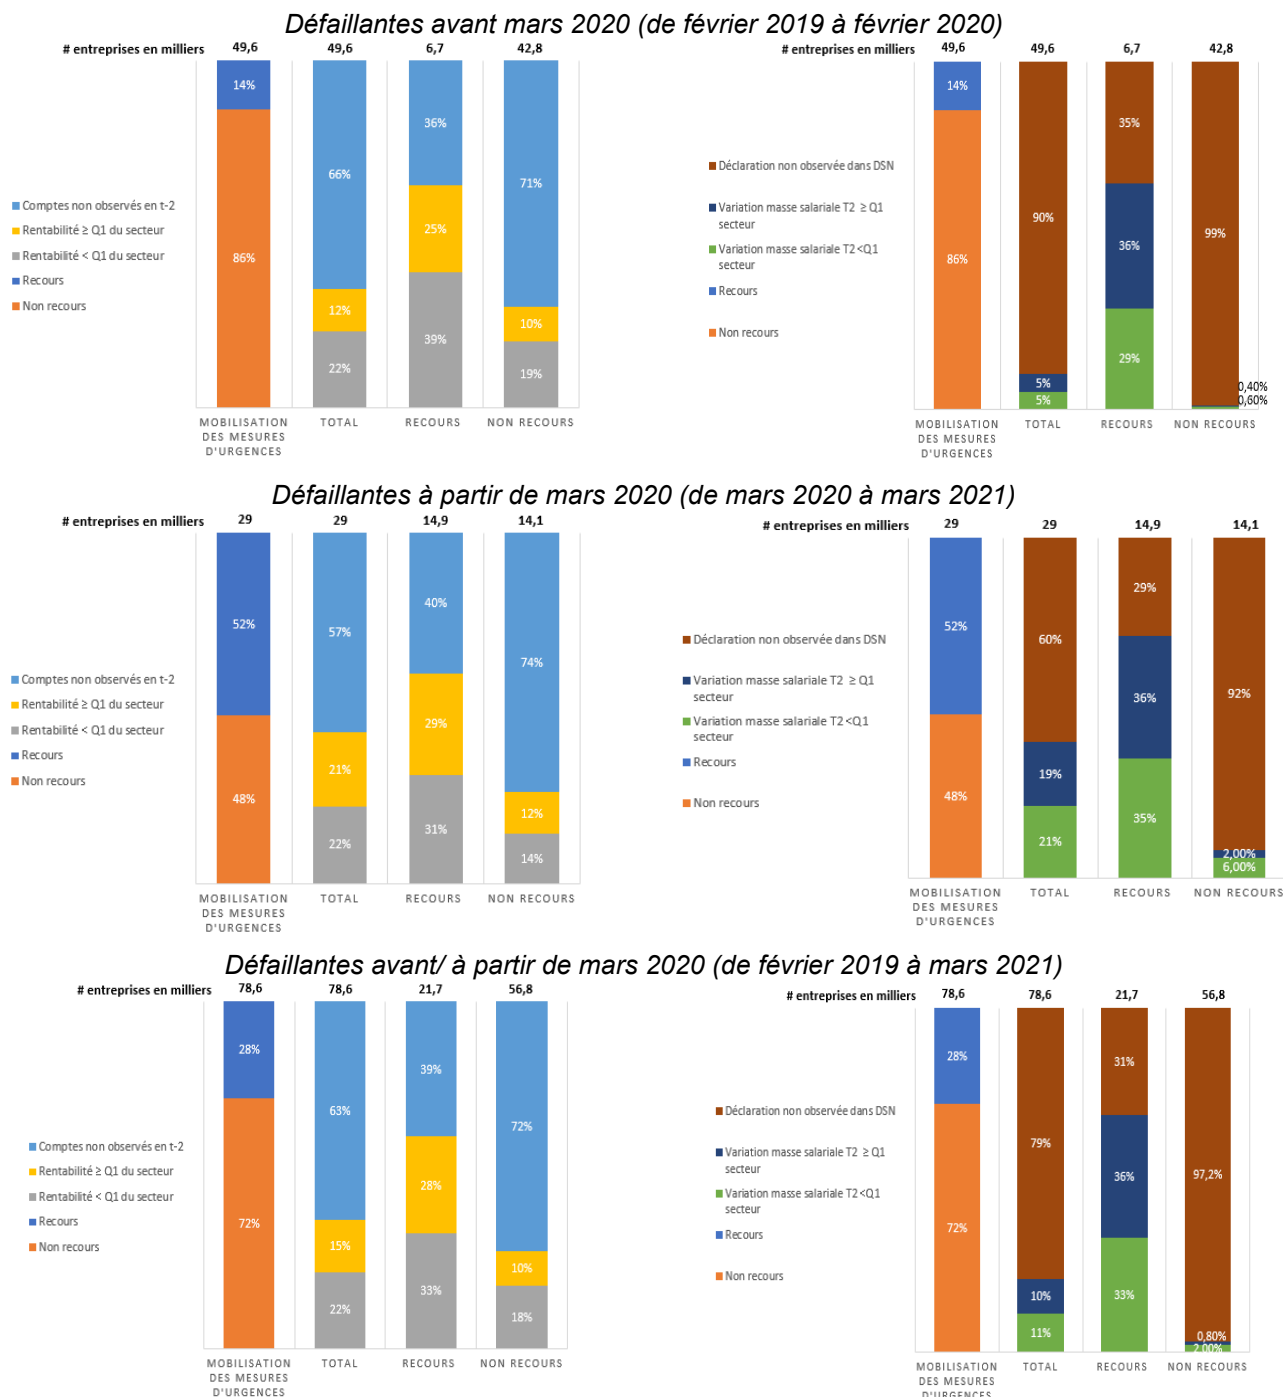 Défaillantes avant mars 2020 (de février 2019 à février 2020)
# entreprises en milliers 49,6 49,6 6,7 42,8
14%
86%
66%
12%
22%
36%
25%
39%
71%
10%
19%
Comptes non observés en t-2
Rentabilité ≥ Q1 du secteur
Rentabilité < Q1 du secteur
Recours
Non recours
MOBILISATION DES MESURES D'URGENCES
TOTAL
RECOURS
NON RECOURS
# entreprises en milliers 49,6 49,6 6,7 42,8
14%
86%
90%
5%
5%
35%
36%
29%
99%
0,40%
0,60%
Déclaration non observée dans DSN
Variation masse salariale T2 ≥ Q1
secteur
Variation masse salariale T2<Q1
secteur
Recours
Non recours
MOBILISATION
DES MESURES
D'URGENCES
TOTAL
RECOURS
NON RECOURS
Défaillantes à partir de mars 2020 (de mars 2020 à mars 2021)
# entreprises en milliers 29 29 14,9 14,1
52%
48%
57%
21%
22%
40%
29%
31%
74%
12%
14%
Comptes non observés en t-2
Rentabilité ≥ Q1 du secteur
Rentabilité < Q1 du secteur
Recours
Non recours
MOBILISATION
DES MESURES
D'URGENCES
TOTAL
RECOURS
NON RECOURS
# entreprises en milliers 29 29 14,9 14,1
52%
48%
60%
19%
21%
29%
36%
35%
92%
2,00%
6,00%
Déclaration non observée dans DSN
Variation masse salariale T2 ≥ Q1
secteur
Variation masse salariale T2<Q1
secteur
Recours
Non recours
MOBILISATION
DES MESURES
D'URGENCES
TOTAL
RECOURS
NON RECOURS
Défaillantes avant/ à partir de mars 2020 (de février 2019 à mars 2021)
# entreprises en milliers 78,6 78,6 21,7 56,8
28%
72%
63%
15%
22%
39%
28%
33%
72%
10%
18%
Comptes non observés en t-2
Rentabilité ≥ Q1 du secteur
Rentabilité < Q1 du secteur
Recours
Non recours
MOBILISATION
DES MESURES
D'URGENCES
TOTAL
RECOURS
NON RECOURS
# entreprises en milliers 78,6 78,6 21,7 56,8
28%
72%
79%
10%
11%
31%
36%
33%
97,2%
0,80%
2,00%
Déclaration non observée dans DSN
Variation masse salariale T2 ≥ Q1
secteur
Variation masse salariale T2<Q1
secteur
Recours
Non recours
MOBILISATION
DES MESURES
D'URGENCES
TOTAL
RECOURS
NON RECOURS